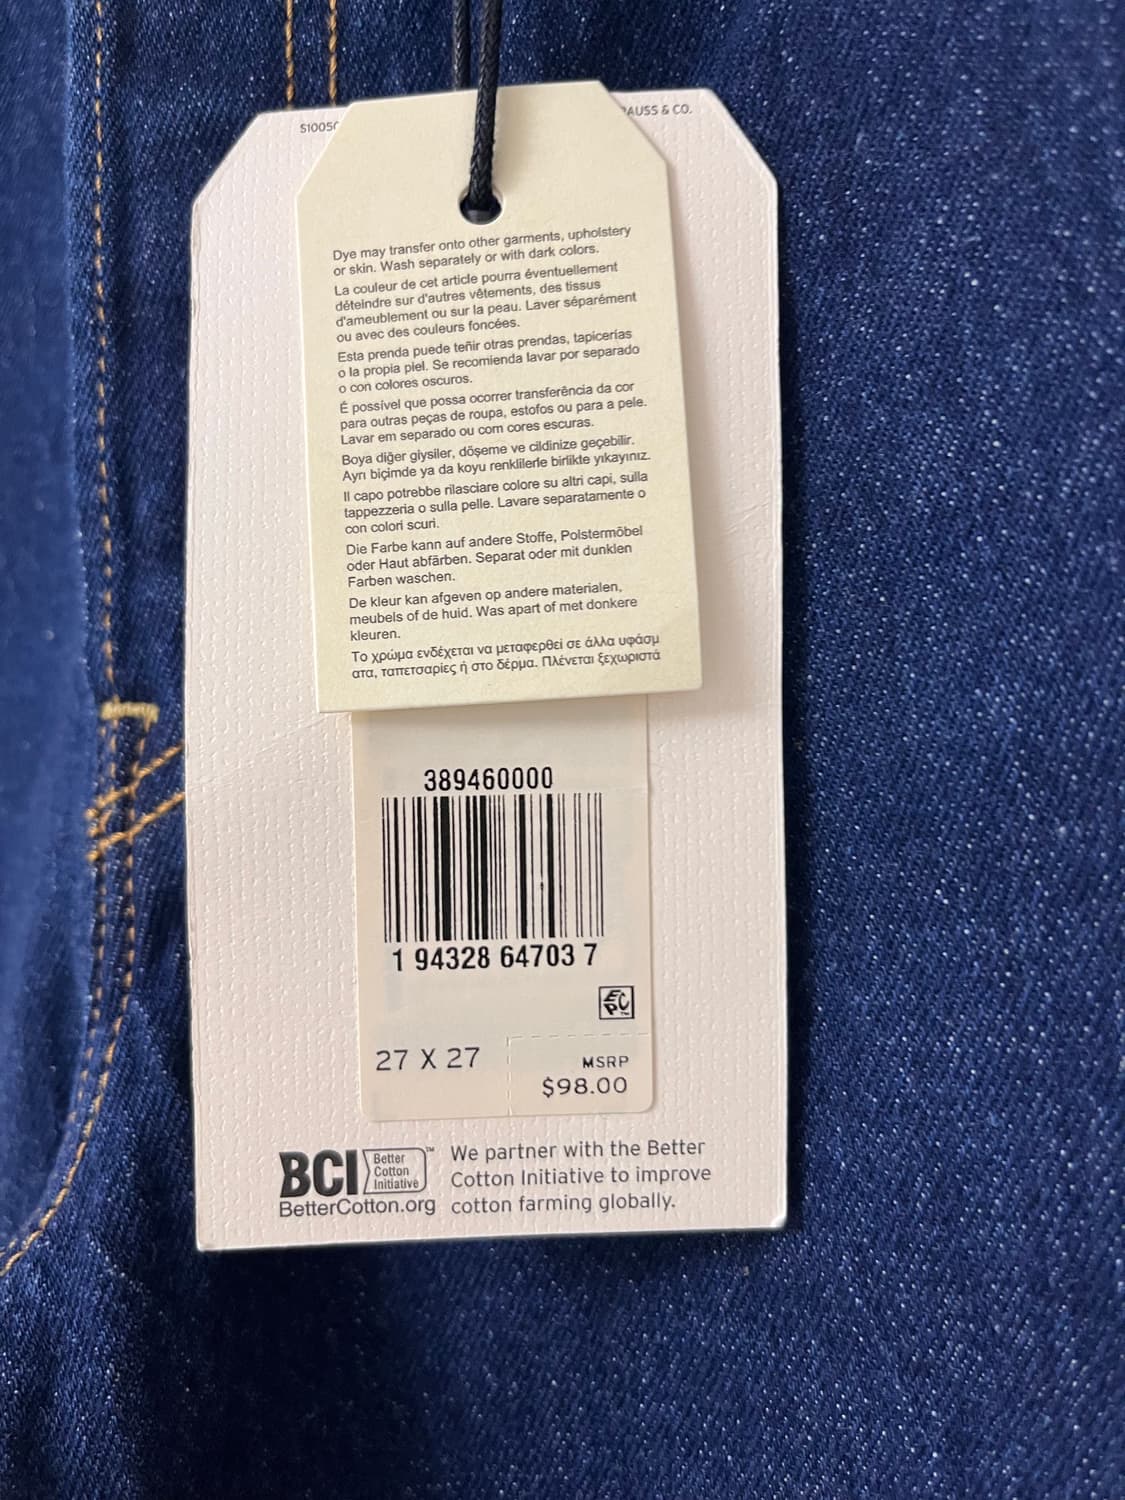 S1005
AUSS & CO.
Dye may transfer onto other garments, upholstery
or skin. Wash separately or with dark colors.
La couleur de cet article pourra éventuellement
déteindre sur d'autres vêtements, des tissus
d'ameublement ou sur la peau. Laver séparément
ou avec des couleurs foncées.
Esta prenda puede teñir otras prendas, tapicerías
o la propia piel. Se recomienda lavar por separado
o con colores oscuros.
É possível que possa ocorrer transferência da cor
para outras peças de roupa, estofos ou para a pele.
Lavar em separado ou com cores escuras.
Boya diğer giysiler, döşeme ve cildinize geçebilir.
Ayrı biçimde ya da koyu renklilerle birlikte yıkayınız.
Il capo potrebbe rilasciare colore su altri capi, sulla
tappezzeria o sulla pelle. Lavare separatamente o
con colori scuri.
Die Farbe kann auf andere Stoffe, Polstermöbel
oder Haut abfärben. Separat oder mit dunklen
Farben waschen.
De kleur kan afgeven op andere materialen,
meubels of de huid. Was apart of met donkere
kleuren.
Το χρώμα ενδέχεται να μεταφερθεί σε άλλα υφάσμ
ατα, ταπετσαρίες ή στο δέρμα. Πλένεται ξεχωριστά
389460000
1 94328 64703 7
EPC
27 X 27
MSRP
$98.00
BCI Better
Cotton
Initiative™
BetterCotton.org
We partner with the Better
Cotton Initiative to improve
cotton farming globally.